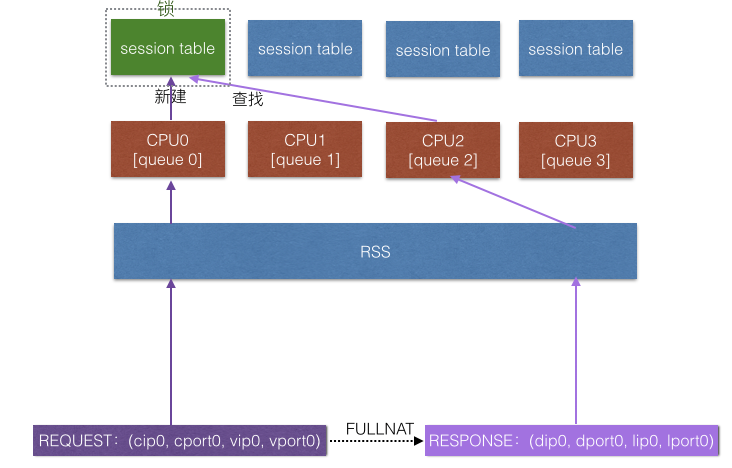 锁
session table
session table
session table
session table
新建
查找
CPU0
[queue 0]
CPU1
[queue 1]
CPU2
[queue 2]
CPU3
[queue 3]
RSS
REQUEST：(cip0, cport0, vip0, vport0)
FULLNAT
RESPONSE：(dip0, dport0, lip0, lport0)